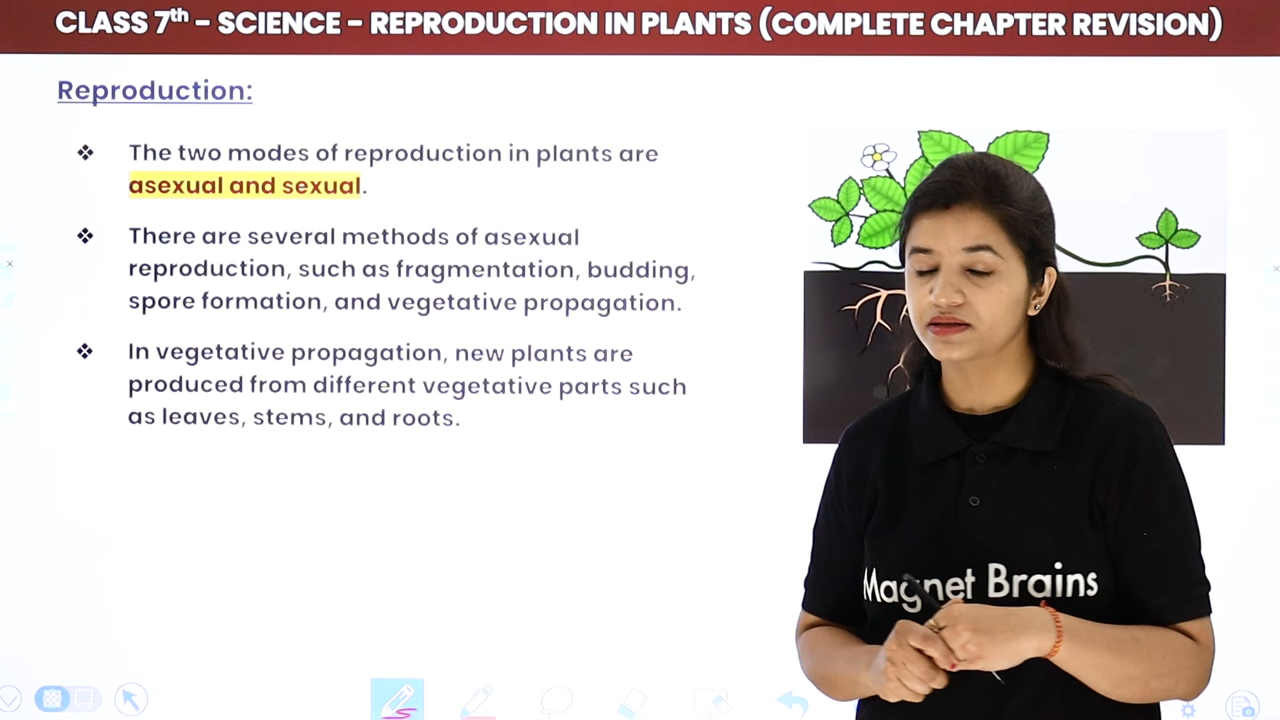 CLASS 7th – SCIENCE – REPRODUCTION IN PLANTS (COMPLETE CHAPTER REVISION)
Reproduction:
❖ The two modes of reproduction in plants are
asexual and sexual.
❖ There are several methods of asexual
reproduction, such as fragmentation, budding,
spore formation, and vegetative propagation.
❖ In vegetative propagation, new plants are
produced from different vegetative parts such
as leaves, stems, and roots.
Magnet Brains